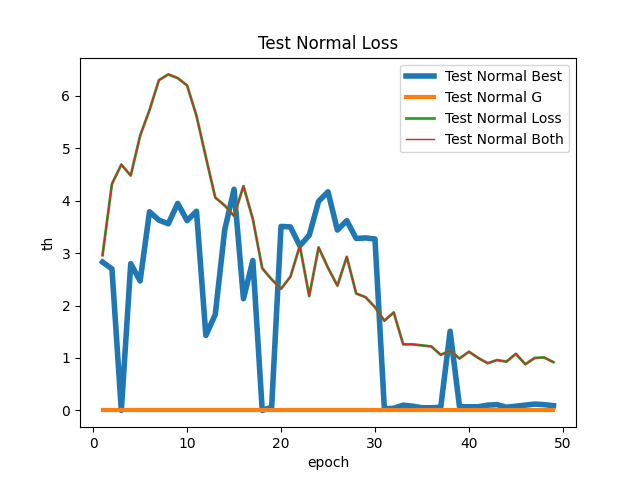 Test Normal Loss
Test Normal Best
Test Normal G
Test Normal Loss
Test Normal Both
th
6
5
4
3
2
1
0
0 10 20 30 40 50
epoch